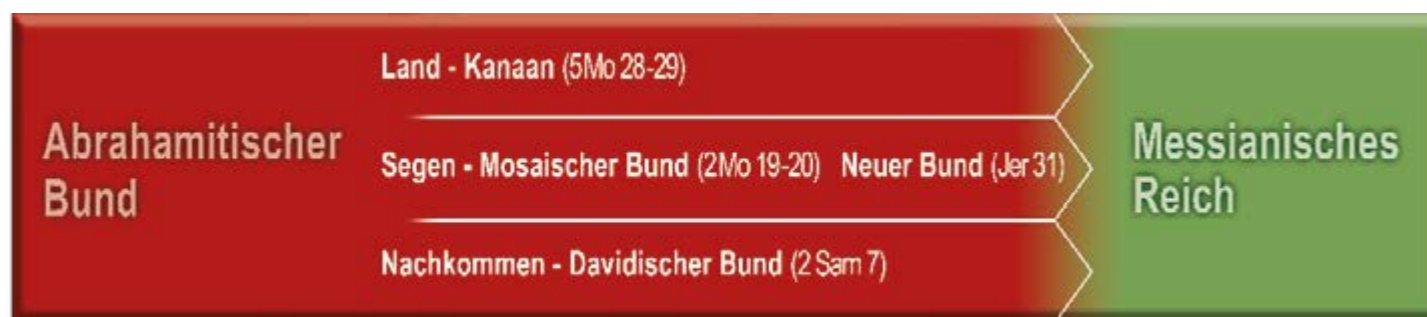 Abrahamitischer
Bund
Land - Kanaan (5Mo 28-29)
Segen - Mosaischer Bund (2Mo 19-20) Neuer Bund (Jer 31)
Nachkommen - Davidischer Bund (2 Sam 7)
Messianisches
Reich